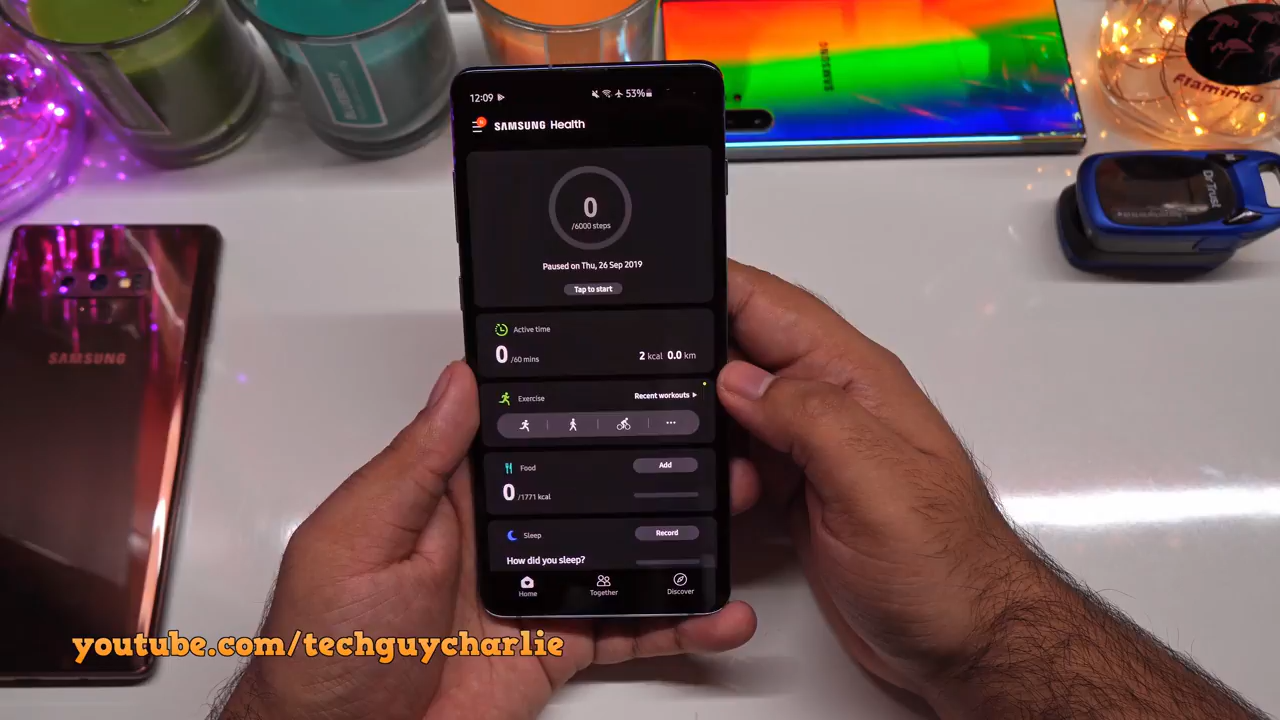 SAMSUNG
flamingo
Dr Trust
SAMSUNG
12:09
53%
SAMSUNG Health
0
/6000 steps
Paused on Thu, 26 Sep 2019
Tap to start
Active time
0 /60 mins
2 kcal 0.0 km
Exercise
Recent workouts
Food
Add
0 /1771 kcal
Sleep
Record
How did you sleep?
Home
Together
Discover
youtube.com/techguycharlie